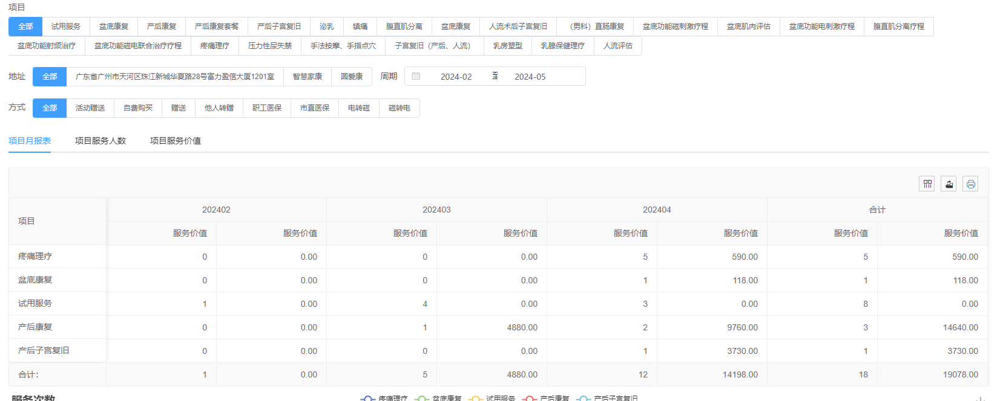 项目
全部 试用服务 盆底康复 产后康复 产后康复套餐 产后子宫复旧 泌乳 镇痛 腹直肌分离 盆底康复 人流术后子宫复旧 （男科）直肠康复 盆底功能磁刺激疗程 盆底肌肉评估 盆底功能电刺激疗程 腹直肌分离疗程
盆底功能射频治疗 盆底功能磁电联合治疗疗程 疼痛理疗 压力性尿失禁 手法按摩、手指点穴 子宫复旧（产后、人流） 乳房塑型 乳腺保健理疗 人流评估
地址 全部 广东省广州市天河区珠江新城华夏路28号富力盈信大厦1201室 智慧家康 圆爱康 周期 2024-02 至 2024-05
方式 全部 活动赠送 自费购买 赠送 他人转赠 职工医保 市直医保 电转磁 磁转电
项目月报表 项目服务人数 项目服务价值
项目 202402 202403 202404 合计
服务价值 服务价值 服务价值 服务价值 服务价值 服务价值 服务价值 服务价值
疼痛理疗 0 0.00 0 0.00 5 590.00 5 590.00
盆底康复 0 0.00 0 0.00 1 118.00 1 118.00
试用服务 1 0.00 4 0.00 3 0.00 8 0.00
产后康复 0 0.00 1 4880.00 2 9760.00 3 14640.00
产后子宫复旧 0 0.00 0 0.00 1 3730.00 1 3730.00
合计： 1 0.00 5 4880.00 12 14198.00 18 19078.00
服务次数 疼痛理疗 盆底康复 试用服务 产后康复 产后子宫复旧